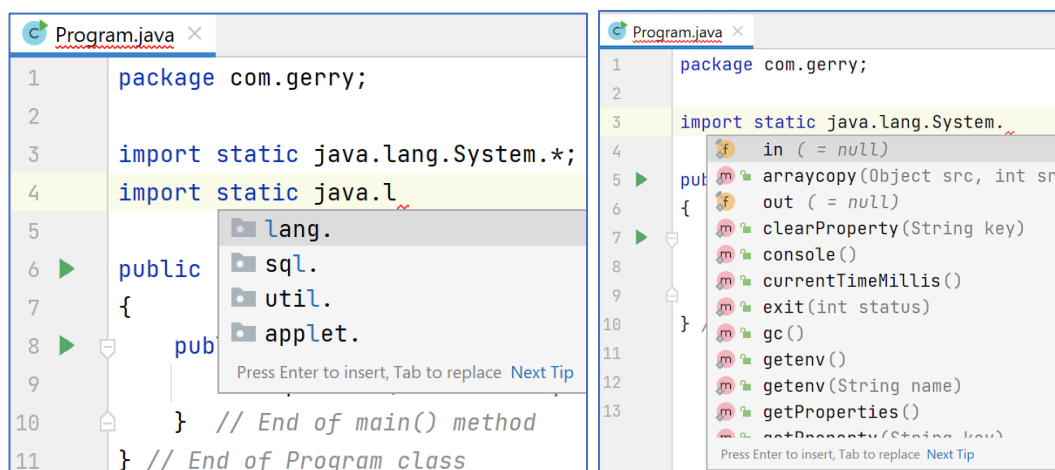 C Program.java ×
1 package com.gerry;
2
3 import static java.lang.System.*;
4 import static java.l
lang.
5
sql.
6 public
util.
7 {
applet.
8 pub
Press Enter to insert, Tab to replace Next Tip
9
10 } // End of main() method
11 } // End of Program class
C Program.java ×
1 package com.gerry;
2
3 import static java.lang.System.
4 f in ( = null)
5 pub m arraycopy(Object src, int sr
6 { f out ( = null)
m clearProperty(String key)
7 m console()
8 m currentTimeMillis()
9 m exit(int status)
10 } / m gc()
11 m getenv()
12 m getenv(String name)
13 m getProperties()
m getProperty(String key)
Press Enter to insert, Tab to replace Next Tip